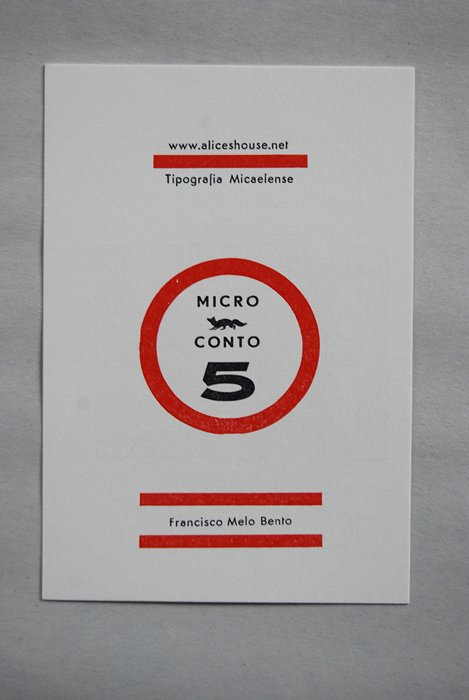 www.aliceshouse.net
Tipografia Micaelense
MICRO
CONTO
5
Francisco Melo Bento